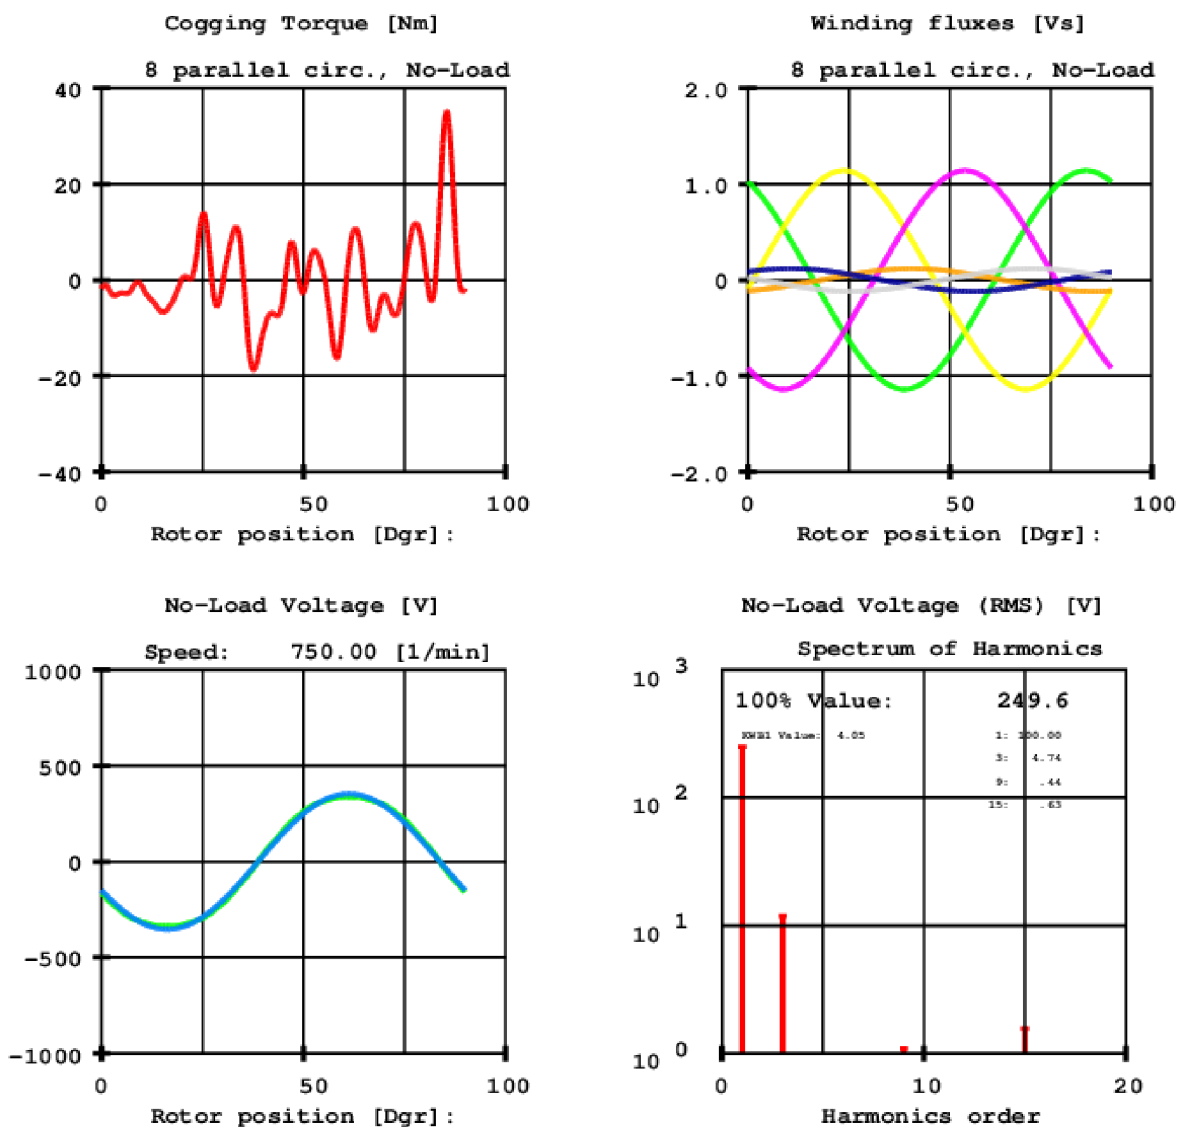 Cogging Torque [Nm]
8 parallel circ., No-Load
40
20
0
-20
-40
0 50 100
Rotor position [Dgr]:
Winding fluxes [Vs]
8 parallel circ., No-Load
2.0
1.0
0
-1.0
-2.0
0 50 100
Rotor position [Dgr]:
No-Load Voltage [V]
Speed: 750.00 [1/min]
1000
500
0
-500
-1000
0 50 100
Rotor position [Dgr]:
No-Load Voltage (RMS) [V]
Spectrum of Harmonics
10 3
100% Value: 249.6
Value: 4.05 1: 100.00
3: 4.74
9: .44
10 2
15: .63
10 1
10 0
0 10 20
Harmonics order